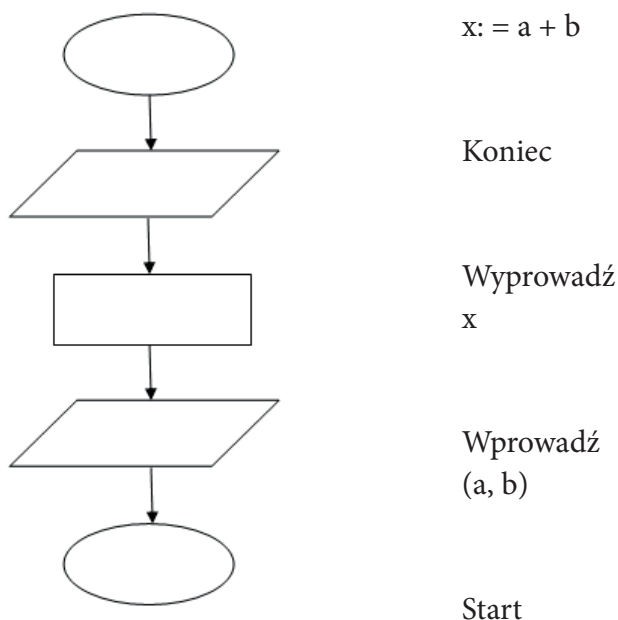 x: = a + b
Koniec
Wyprowadź
x
Wprowadź
(a, b)
Start